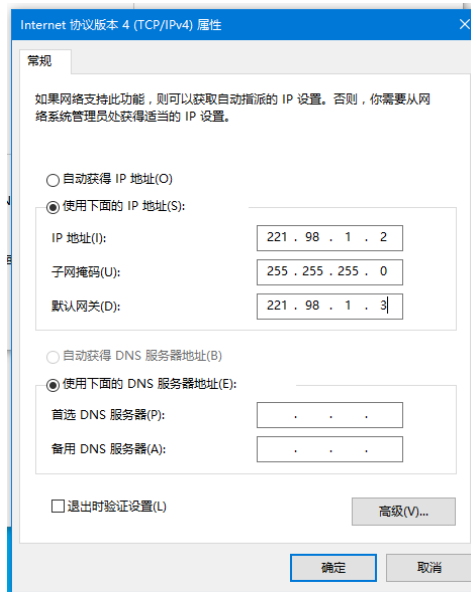 Internet 协议版本 4 (TCP/IPv4) 属性
常规
如果网络支持此功能，则可以获取自动指派的 IP 设置。否则，你需要从网
络系统管理员处获得适当的 IP 设置。
自动获得 IP 地址(O)
使用下面的 IP 地址(S):
IP 地址(I): 221 . 98 . 1 . 2
子网掩码(U): 255 . 255 . 255 . 0
默认网关(D): 221 . 98 . 1 . 3
自动获得 DNS 服务器地址(B)
使用下面的 DNS 服务器地址(E):
首选 DNS 服务器(P): . . .
备用 DNS 服务器(A): . . .
退出时验证设置(L)
高级(V)...
确定 取消